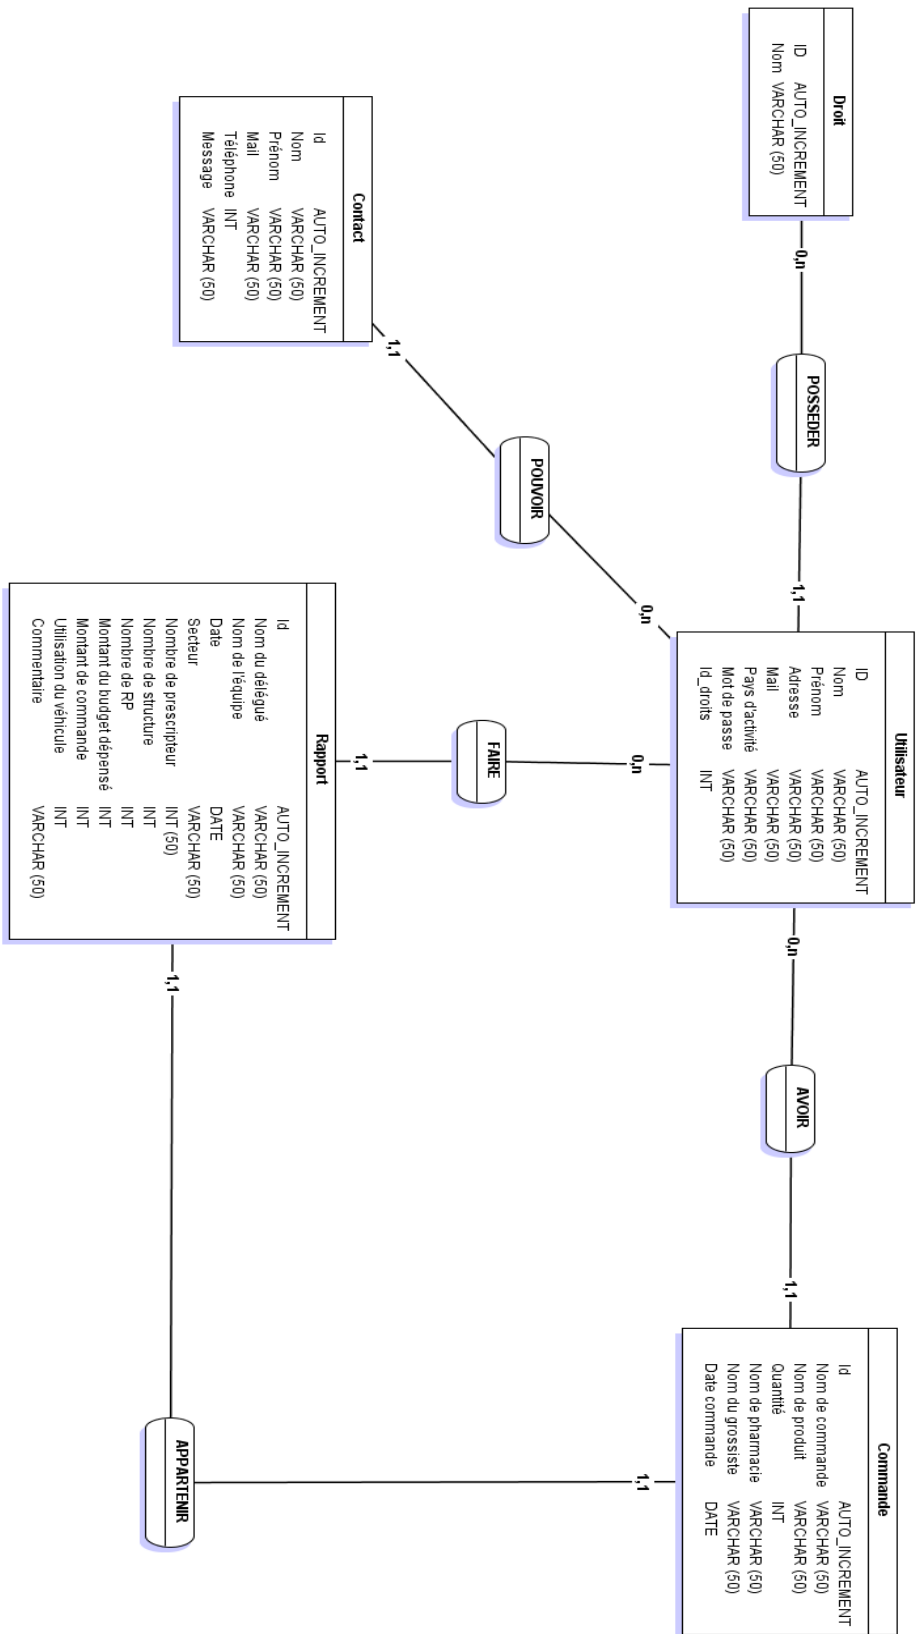 Droit
ID AUTO_INCREMENT
Nom VARCHAR (50)
0,n
POSSEDER
1,1
Utilisateur
ID AUTO_INCREMENT
Nom VARCHAR (50)
Prénom VARCHAR (50)
Adresse VARCHAR (50)
Mail VARCHAR (50)
Pays d'activité VARCHAR (50)
Mot de passe VARCHAR (50)
Id_droits INT
0,n
AVOIR
1,1
Commande
Id AUTO_INCREMENT
Nom de commande VARCHAR (50)
Nom de produit VARCHAR (50)
Quantité INT
Nom de pharmacie VARCHAR (50)
Nom du grossiste VARCHAR (50)
Date commande DATE
Contact
Id AUTO_INCREMENT
Nom VARCHAR (50)
Prénom VARCHAR (50)
Mail VARCHAR (50)
Téléphone INT
Message VARCHAR (50)
1,1
POUVOIR
0,n
0,n
FAIRE
1,1
Rapport
Id AUTO_INCREMENT
Nom du délégué VARCHAR (50)
Nom de l'équipe VARCHAR (50)
Date DATE
Secteur VARCHAR (50)
Nombre de prescripteur INT (50)
Nombre de structure INT
Nombre de RP INT
Montant du budget dépensé INT
Montant de commande INT
Utilisation du véhicule INT
Commentaire VARCHAR (50)
1,1
APPARTENIR
1,1